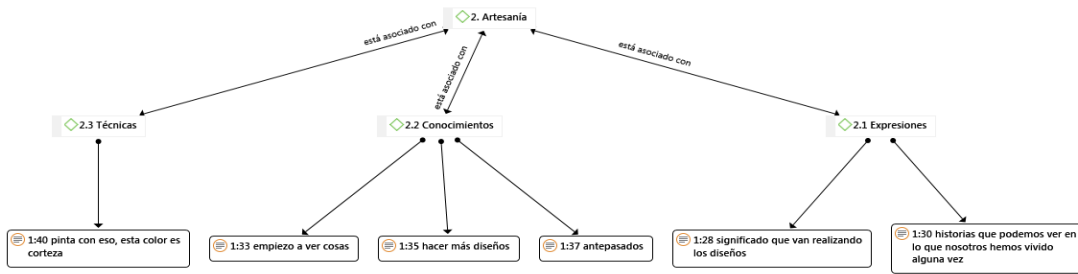 2. Artesanía
está asociado con
está asociado con
está asociado con
2.3 Técnicas
2.2 Conocimientos
2.1 Expresiones
1:40 pinta con eso, esta color es
corteza
1:33 empiezo a ver cosas
1:35 hacer más diseños
1:37 antepasados
1:28 significado que van realizando
los diseños
1:30 historias que podemos ver en
lo que nosotros hemos vivido
alguna vez